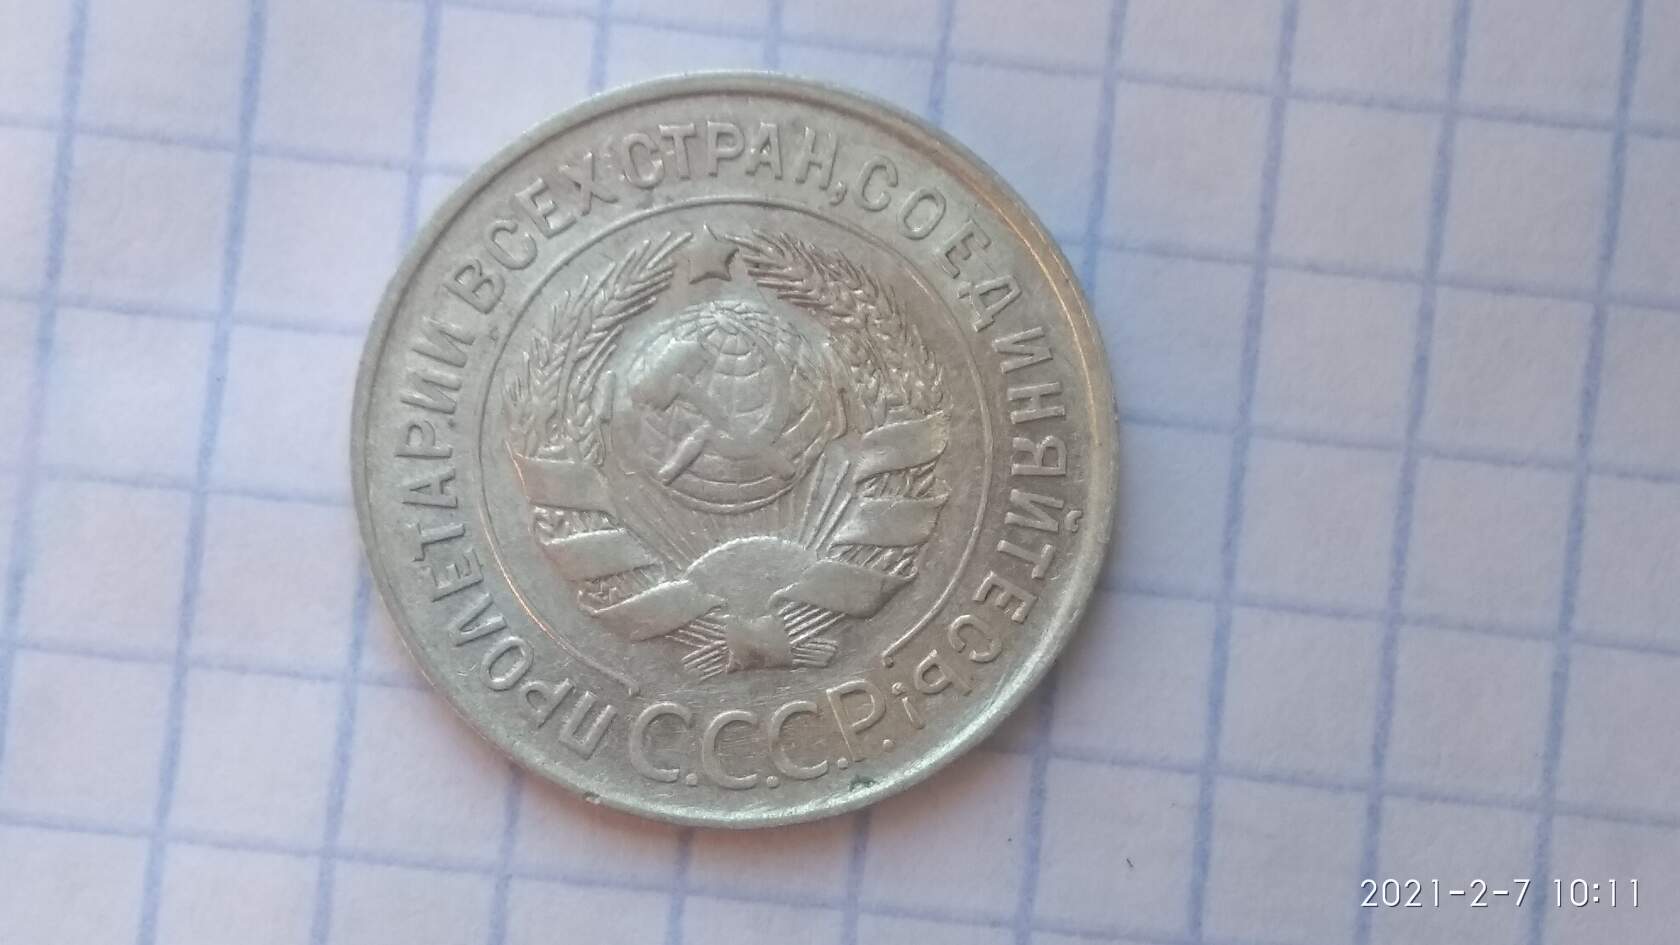 ПРОЛЕТАРИИ ВСЕХ СТРАН, СОЕДИНЯЙТЕСЬ!
С.С.С.Р.
2021-2-7 10:11